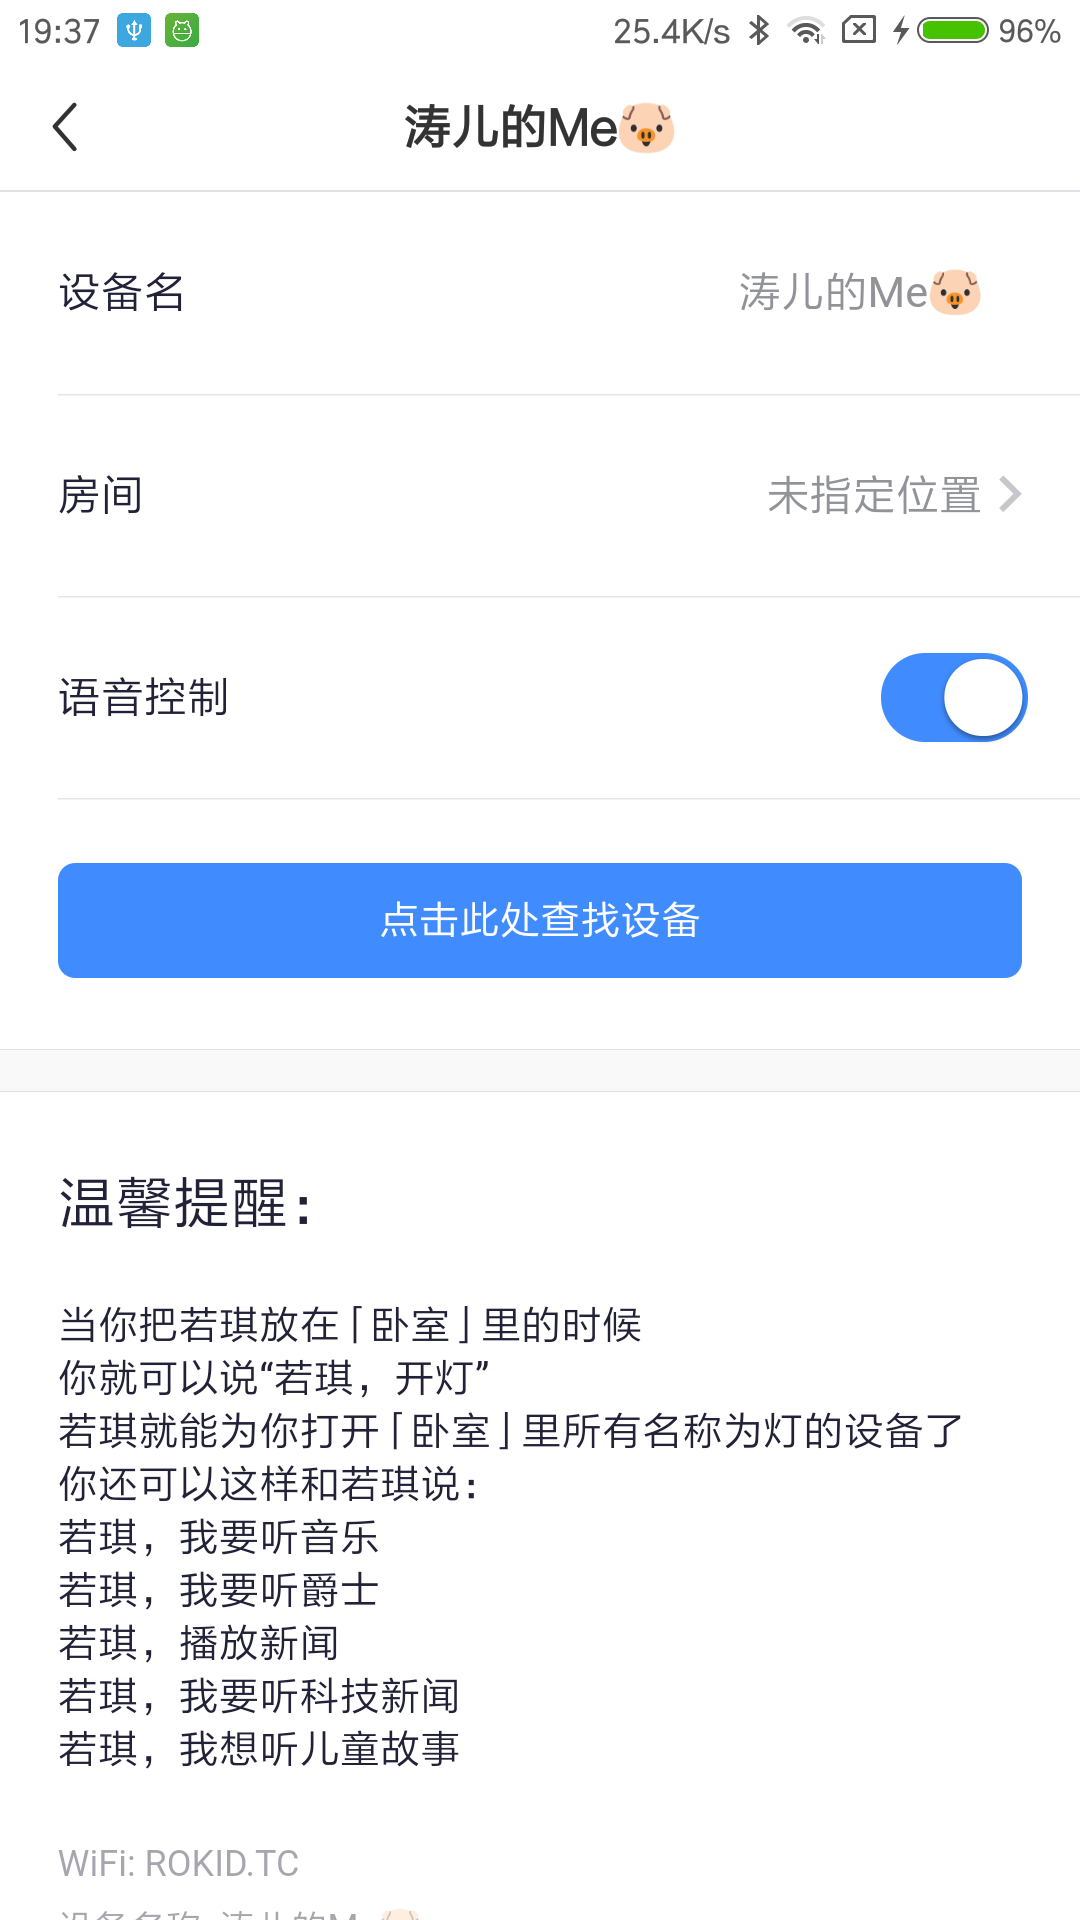 19:37 25.4K/s 96%
涛儿的Me🐷
设备名 涛儿的Me🐷
房间 未指定位置
语音控制
点击此处查找设备
温馨提醒：
当你把若琪放在「卧室」里的时候
你就可以说“若琪，开灯”
若琪就能为你打开「卧室」里所有名称为灯的设备了
你还可以这样和若琪说：
若琪，我要听音乐
若琪，我要听爵士
若琪，播放新闻
若琪，我要听科技新闻
若琪，我想听儿童故事
WiFi: ROKID.TC